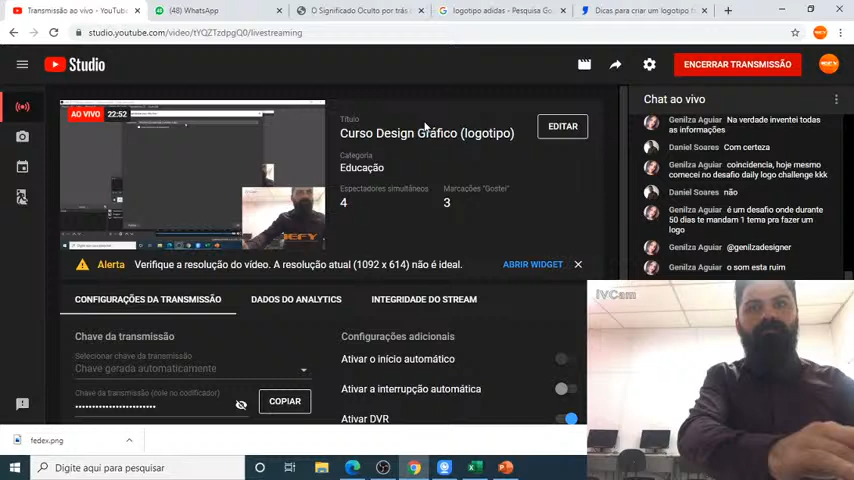 Transmissão ao vivo - YouTube
(48) WhatsApp
O Significado Oculto por trás
logotipo adidas - Pesquisa Go
Dicas para criar um logotipo
studio.youtube.com/video/tYQZTzdpgQ0/livestreaming
Studio
ENCERRAR TRANSMISSÃO
AO VIVO 22:52
Título
Curso Design Gráfico (logotipo)
EDITAR
Categoria
Educação
Espectadores simultâneos
4
Marcações "Gostei"
3
Chat ao vivo
Genilza Aguiar Na verdade inventei todas
as informações
Daniel Soares Com certeza
Genilza Aguiar coincidencia, hoje mesmo
comecei no desafio daily logo challenge kkk
Daniel Soares não
Genilza Aguiar é um desafio onde durante
50 dias te mandam 1 tema pra fazer um
logo
Genilza Aguiar @genilzadesigner
Genilza Aguiar o som esta ruim
Alerta Verifique a resolução do vídeo. A resolução atual (1092 x 614) não é ideal.
ABRIR WIDGET
CONFIGURAÇÕES DA TRANSMISSÃO
DADOS DO ANALYTICS
INTEGRIDADE DO STREAM
Chave da transmissão
Selecionar chave da transmissão
Chave gerada automaticamente
Chave da transmissão (cole no codificador)
COPIAR
Configurações adicionais
Ativar o início automático
Ativar a interrupção automática
Ativar DVR
iVCam
fedex.png
Digite aqui para pesquisar